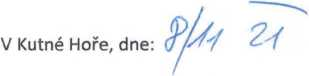 V Kutné Hoře, dne: 8/11 21